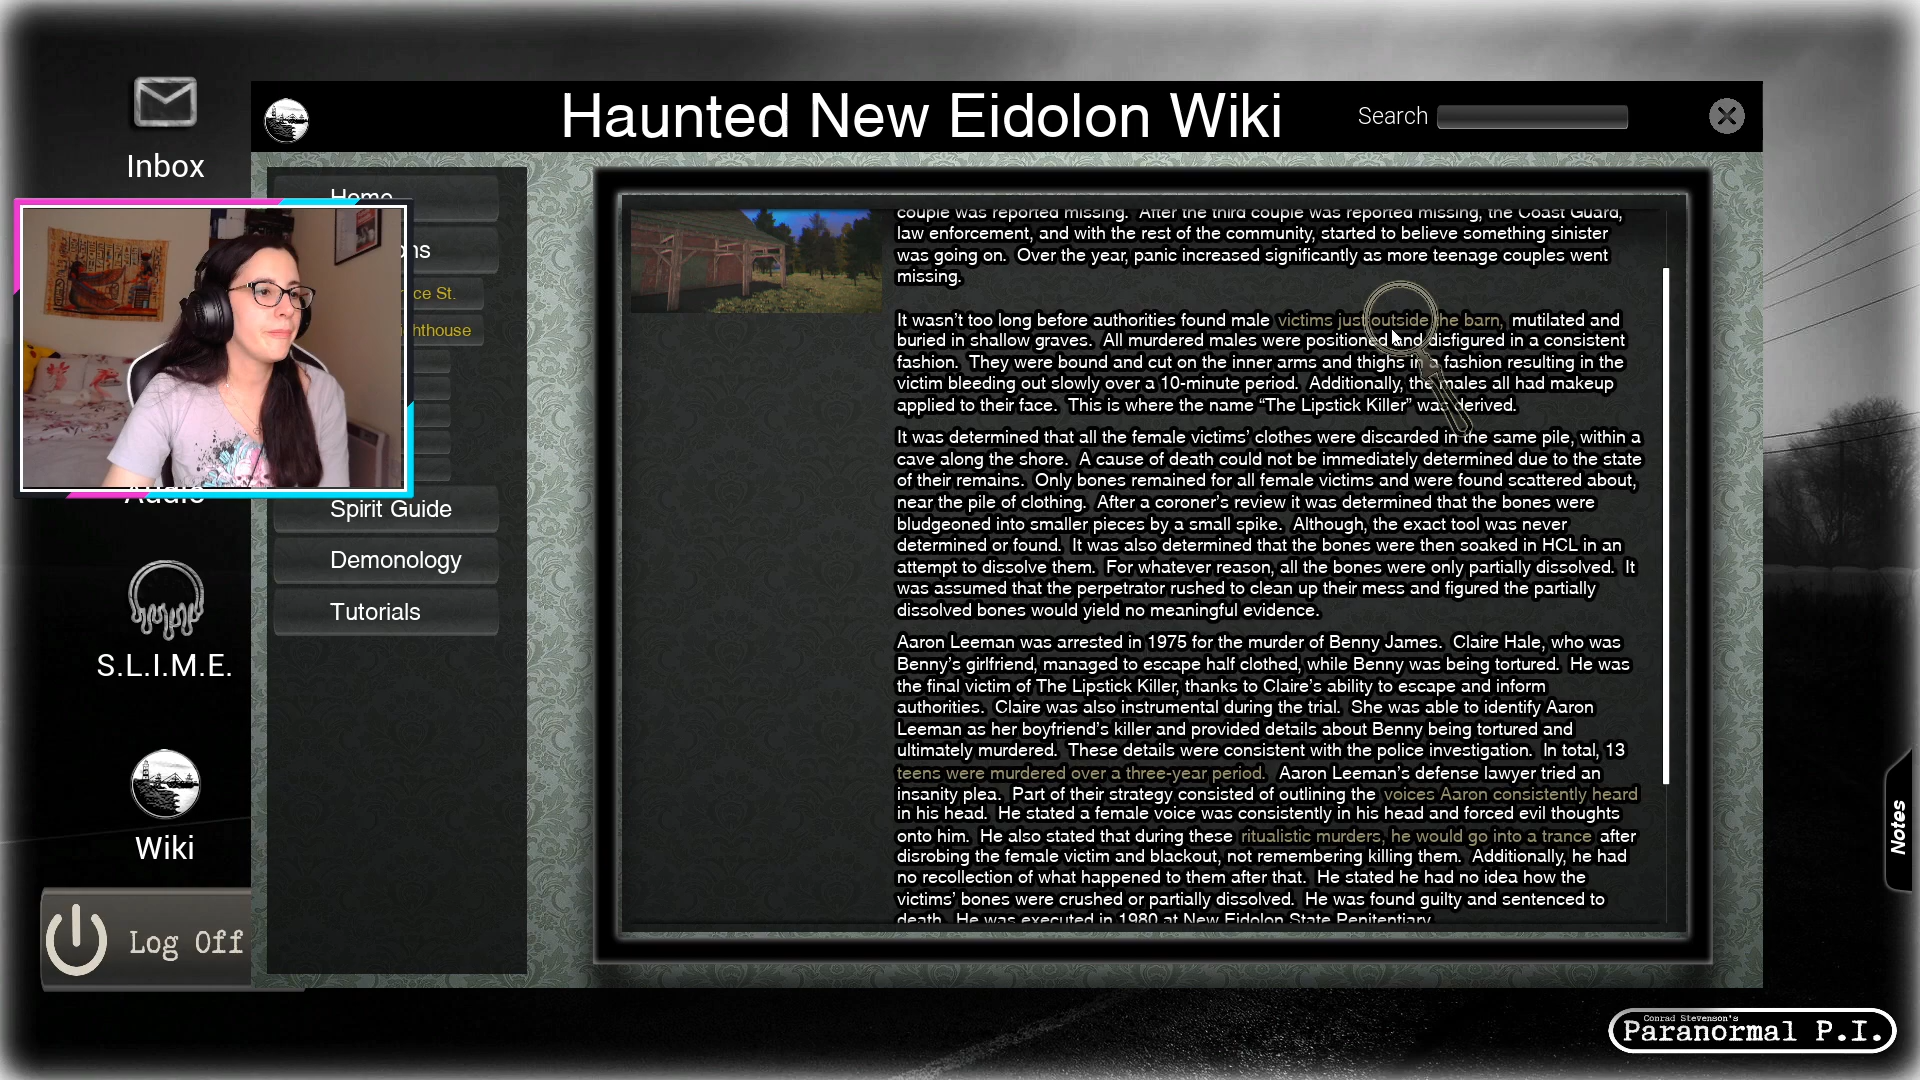 Haunted New Eidolon Wiki
Search
Inbox
Home
ons
ce St.
ghthouse
Audio
Spirit Guide
Demonology
Tutorials
S.L.I.M.E.
Wiki
Log Off
couple was reported missing. After the third couple was reported missing, the Coast Guard,
law enforcement, and with the rest of the community, started to believe something sinister
was going on. Over the year, panic increased significantly as more teenage couples went
missing.
It wasn't too long before authorities found male victims just outside the barn, mutilated and
buried in shallow graves. All murdered males were positioned and disfigured in a consistent
fashion. They were bound and cut on the inner arms and thighs in a fashion resulting in the
victim bleeding out slowly over a 10-minute period. Additionally, the males all had makeup
applied to their face. This is where the name “The Lipstick Killer” was derived.
It was determined that all the female victims' clothes were discarded in the same pile, within a
cave along the shore. A cause of death could not be immediately determined due to the state
of their remains. Only bones remained for all female victims and were found scattered about,
near the pile of clothing. After a coroner's review it was determined that the bones were
bludgeoned into smaller pieces by a small spike. Although, the exact tool was never
determined or found. It was also determined that the bones were then soaked in HCL in an
attempt to dissolve them. For whatever reason, all the bones were only partially dissolved. It
was assumed that the perpetrator rushed to clean up their mess and figured the partially
dissolved bones would yield no meaningful evidence.
Aaron Leeman was arrested in 1975 for the murder of Benny James. Claire Hale, who was
Benny's girlfriend, managed to escape half clothed, while Benny was being tortured. He was
the final victim of The Lipstick Killer, thanks to Claire's ability to escape and inform
authorities. Claire was also instrumental during the trial. She was able to identify Aaron
Leeman as her boyfriend's killer and provided details about Benny being tortured and
ultimately murdered. These details were consistent with the police investigation. In total, 13
teens were murdered over a three-year period. Aaron Leeman's defense lawyer tried an
insanity plea. Part of their strategy consisted of outlining the voices Aaron consistently heard
in his head. He stated a female voice was consistently in his head and forced evil thoughts
onto him. He also stated that during these ritualistic murders, he would go into a trance after
disrobing the female victim and blackout, not remembering killing them. Additionally, he had
no recollection of what happened to them after that. He stated he had no idea how the
victims' bones were crushed or partially dissolved. He was found guilty and sentenced to
death. He was executed in 1980 at New Eidolon State Penitentiary.
Notes
Conrad Stevenson's
Paranormal P.I.